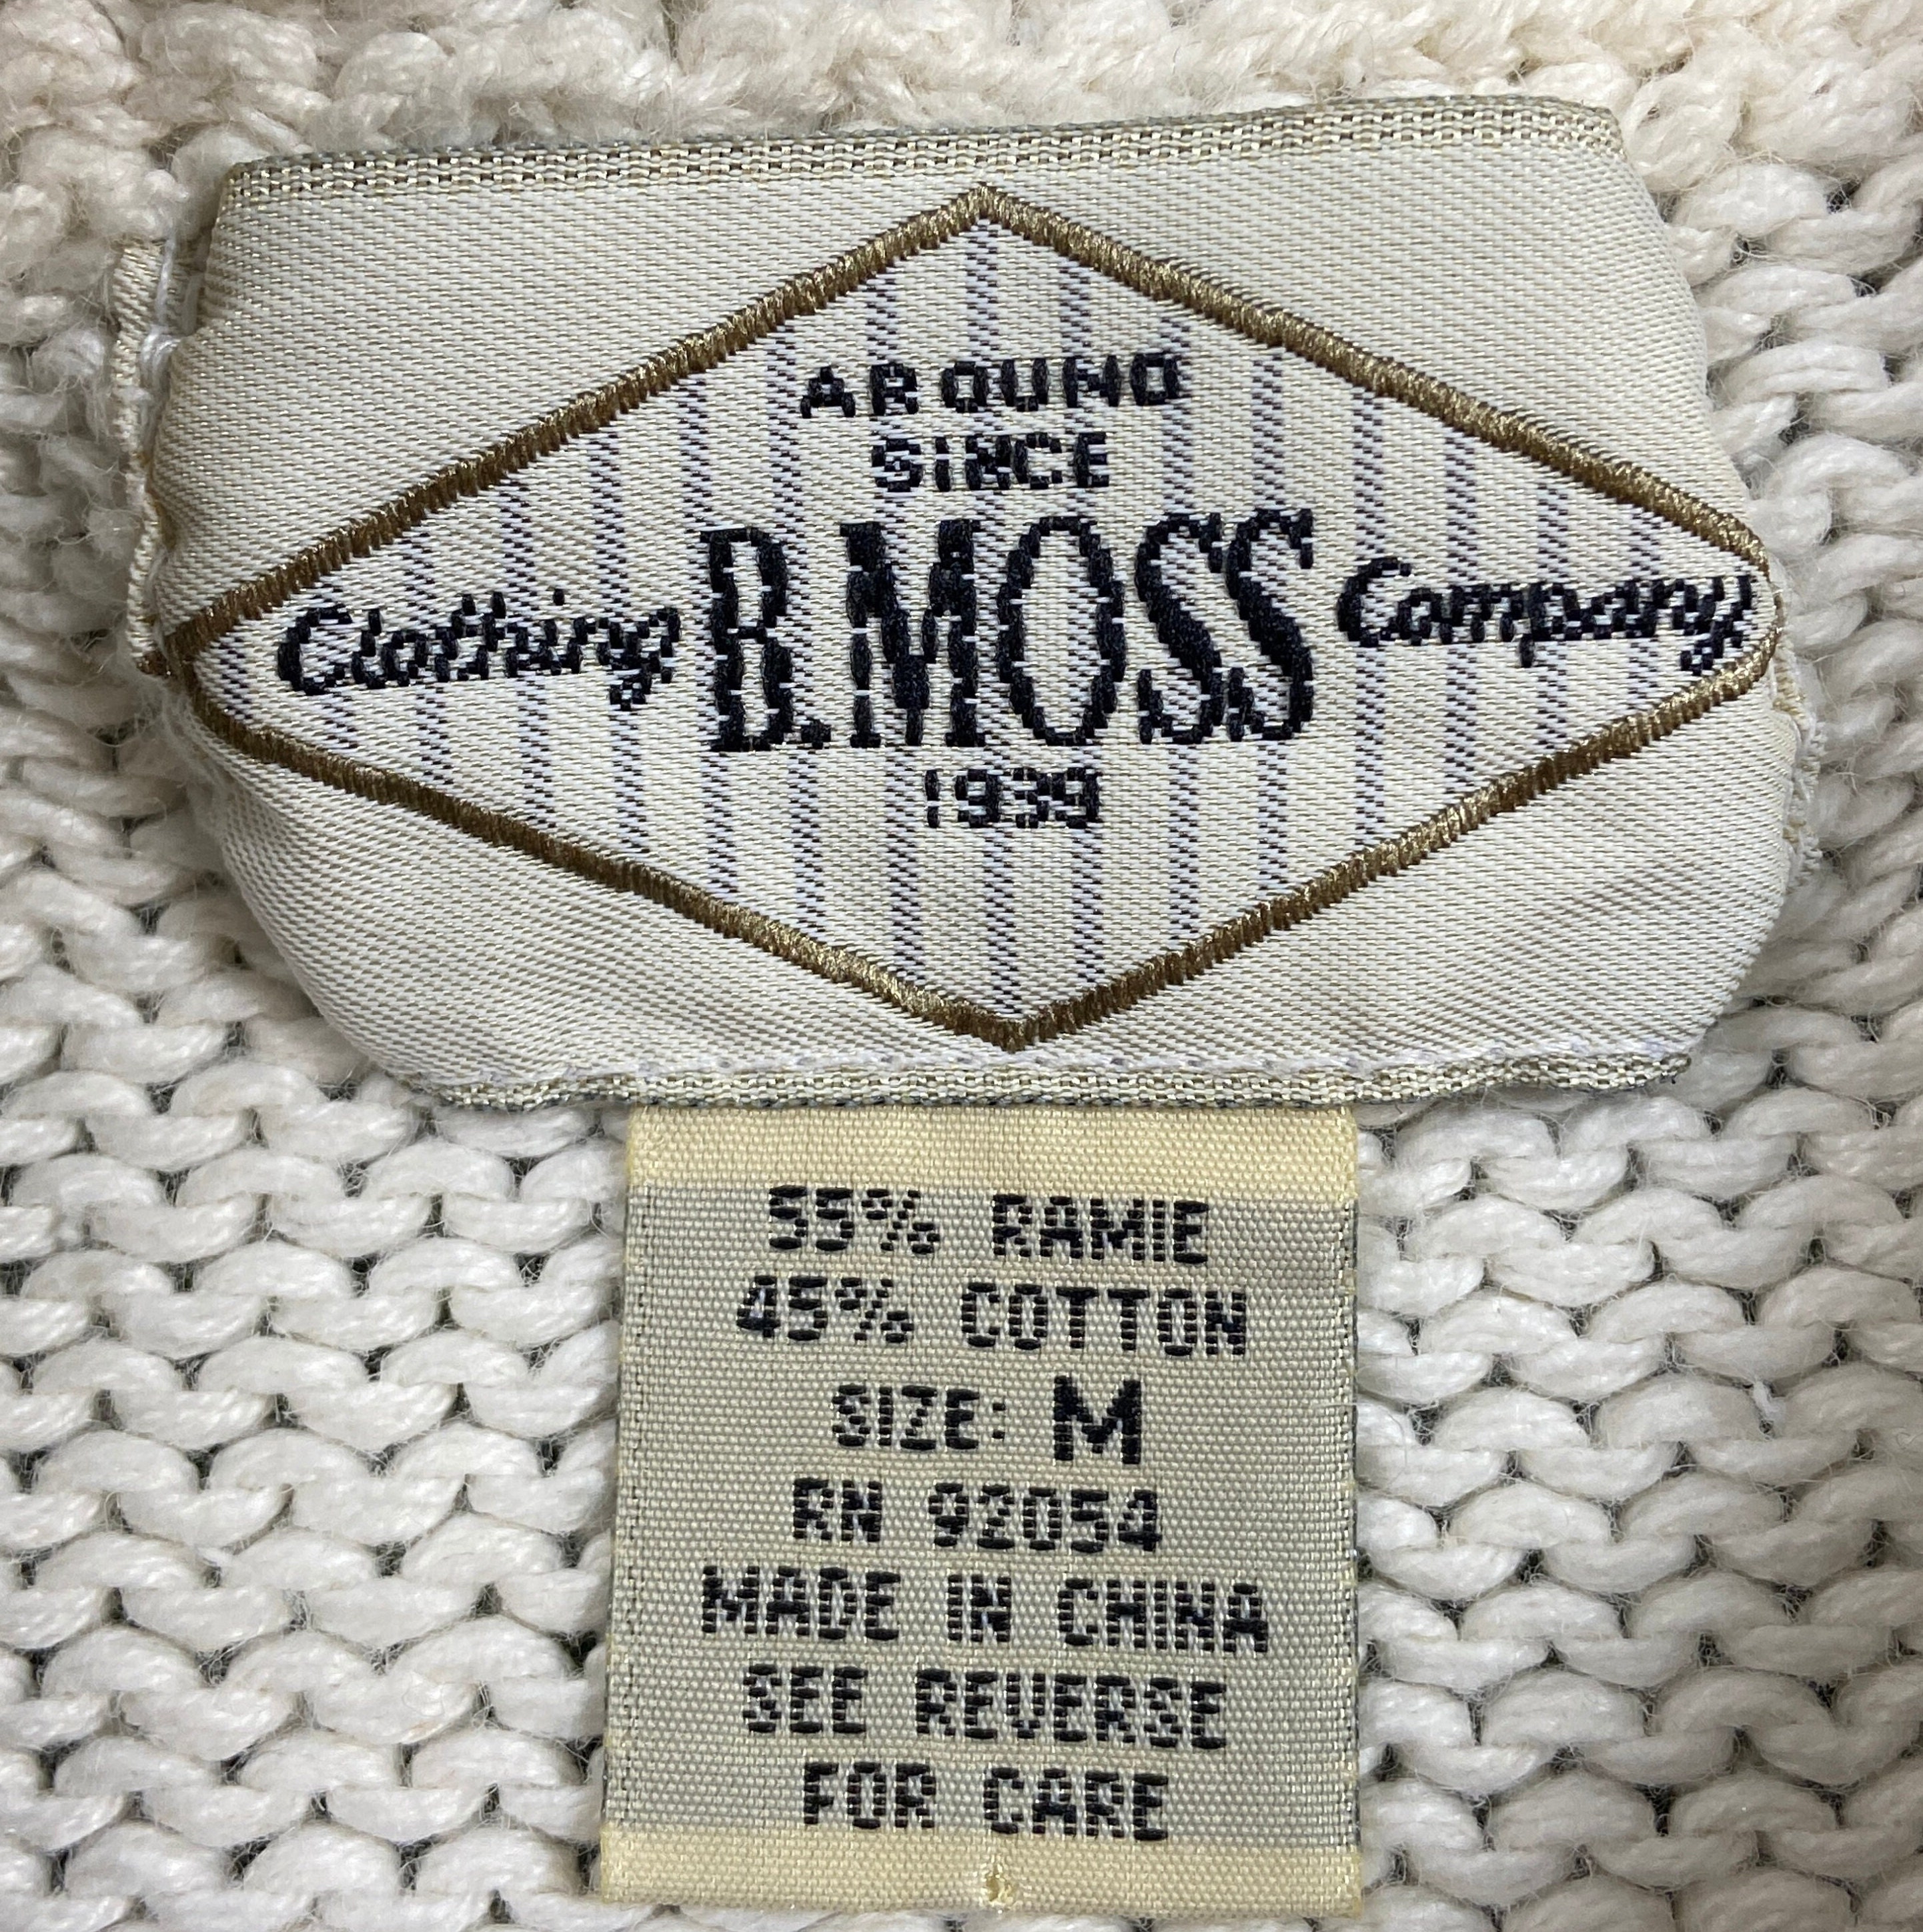 AROUND
SINCE
Clothing B.MOSS Company
1939
55% RAMIE
45% COTTON
SIZE: M
RN 92054
MADE IN CHINA
SEE REVERSE
FOR CARE